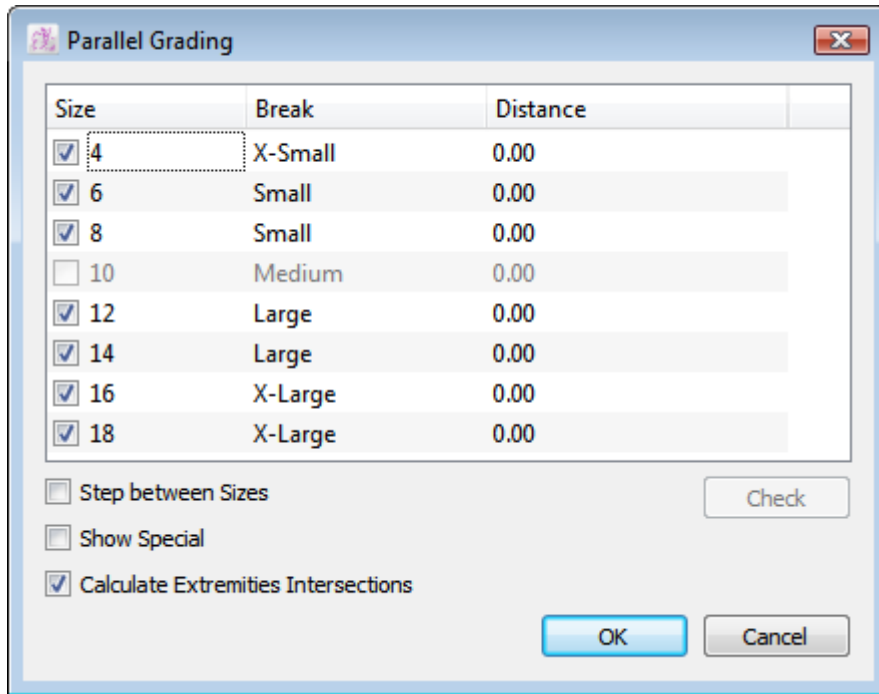 Parallel Grading
Size Break Distance
4 X-Small 0.00
6 Small 0.00
8 Small 0.00
10 Medium 0.00
12 Large 0.00
14 Large 0.00
16 X-Large 0.00
18 X-Large 0.00
Step between Sizes Check
Show Special
Calculate Extremities Intersections
OK Cancel